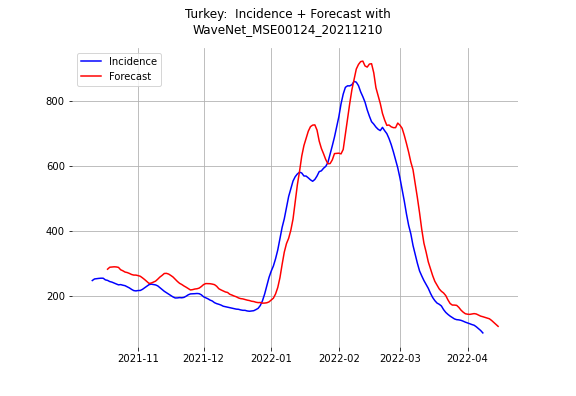 Turkey:  Incidence + Forecast with
WaveNet_MSE00124_20211210
Incidence
Forecast
800
600
400
200
2021-11
2021-12
2022-01
2022-02
2022-03
2022-04